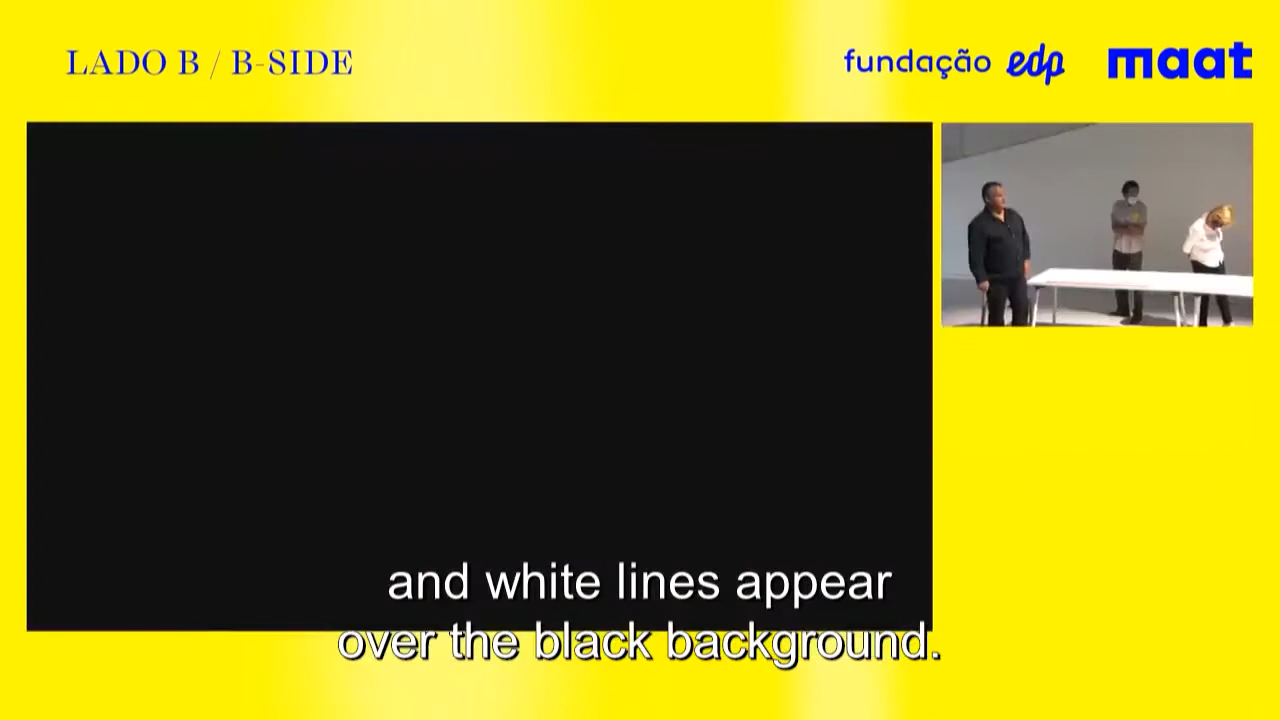 LADO B / B-SIDE
fundação edp
maat
and white lines appear
over the black background.